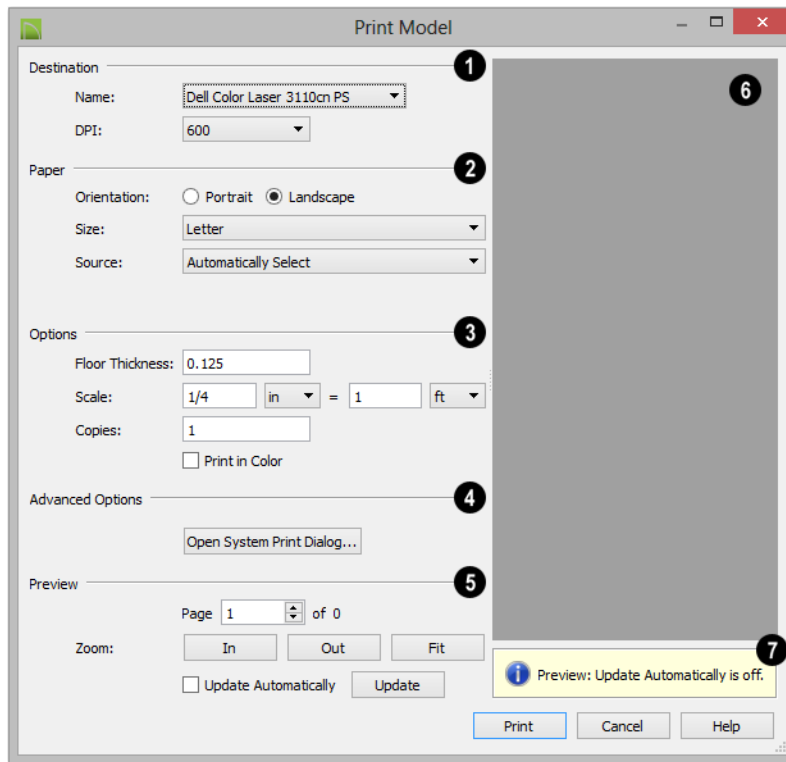 Print Model
Destination 1
Name: Dell Color Laser 3110cn PS
DPI: 600
Paper 2
Orientation: Portrait Landscape
Size: Letter
Source: Automatically Select
Options 3
Floor Thickness: 0.125
Scale: 1/4 in = 1 ft
Copies: 1
Print in Color
Advanced Options 4
Open System Print Dialog...
Preview 5
Page 1 of 0
Zoom: In Out Fit
Update Automatically Update
6
7
Preview: Update Automatically is off.
Print Cancel Help